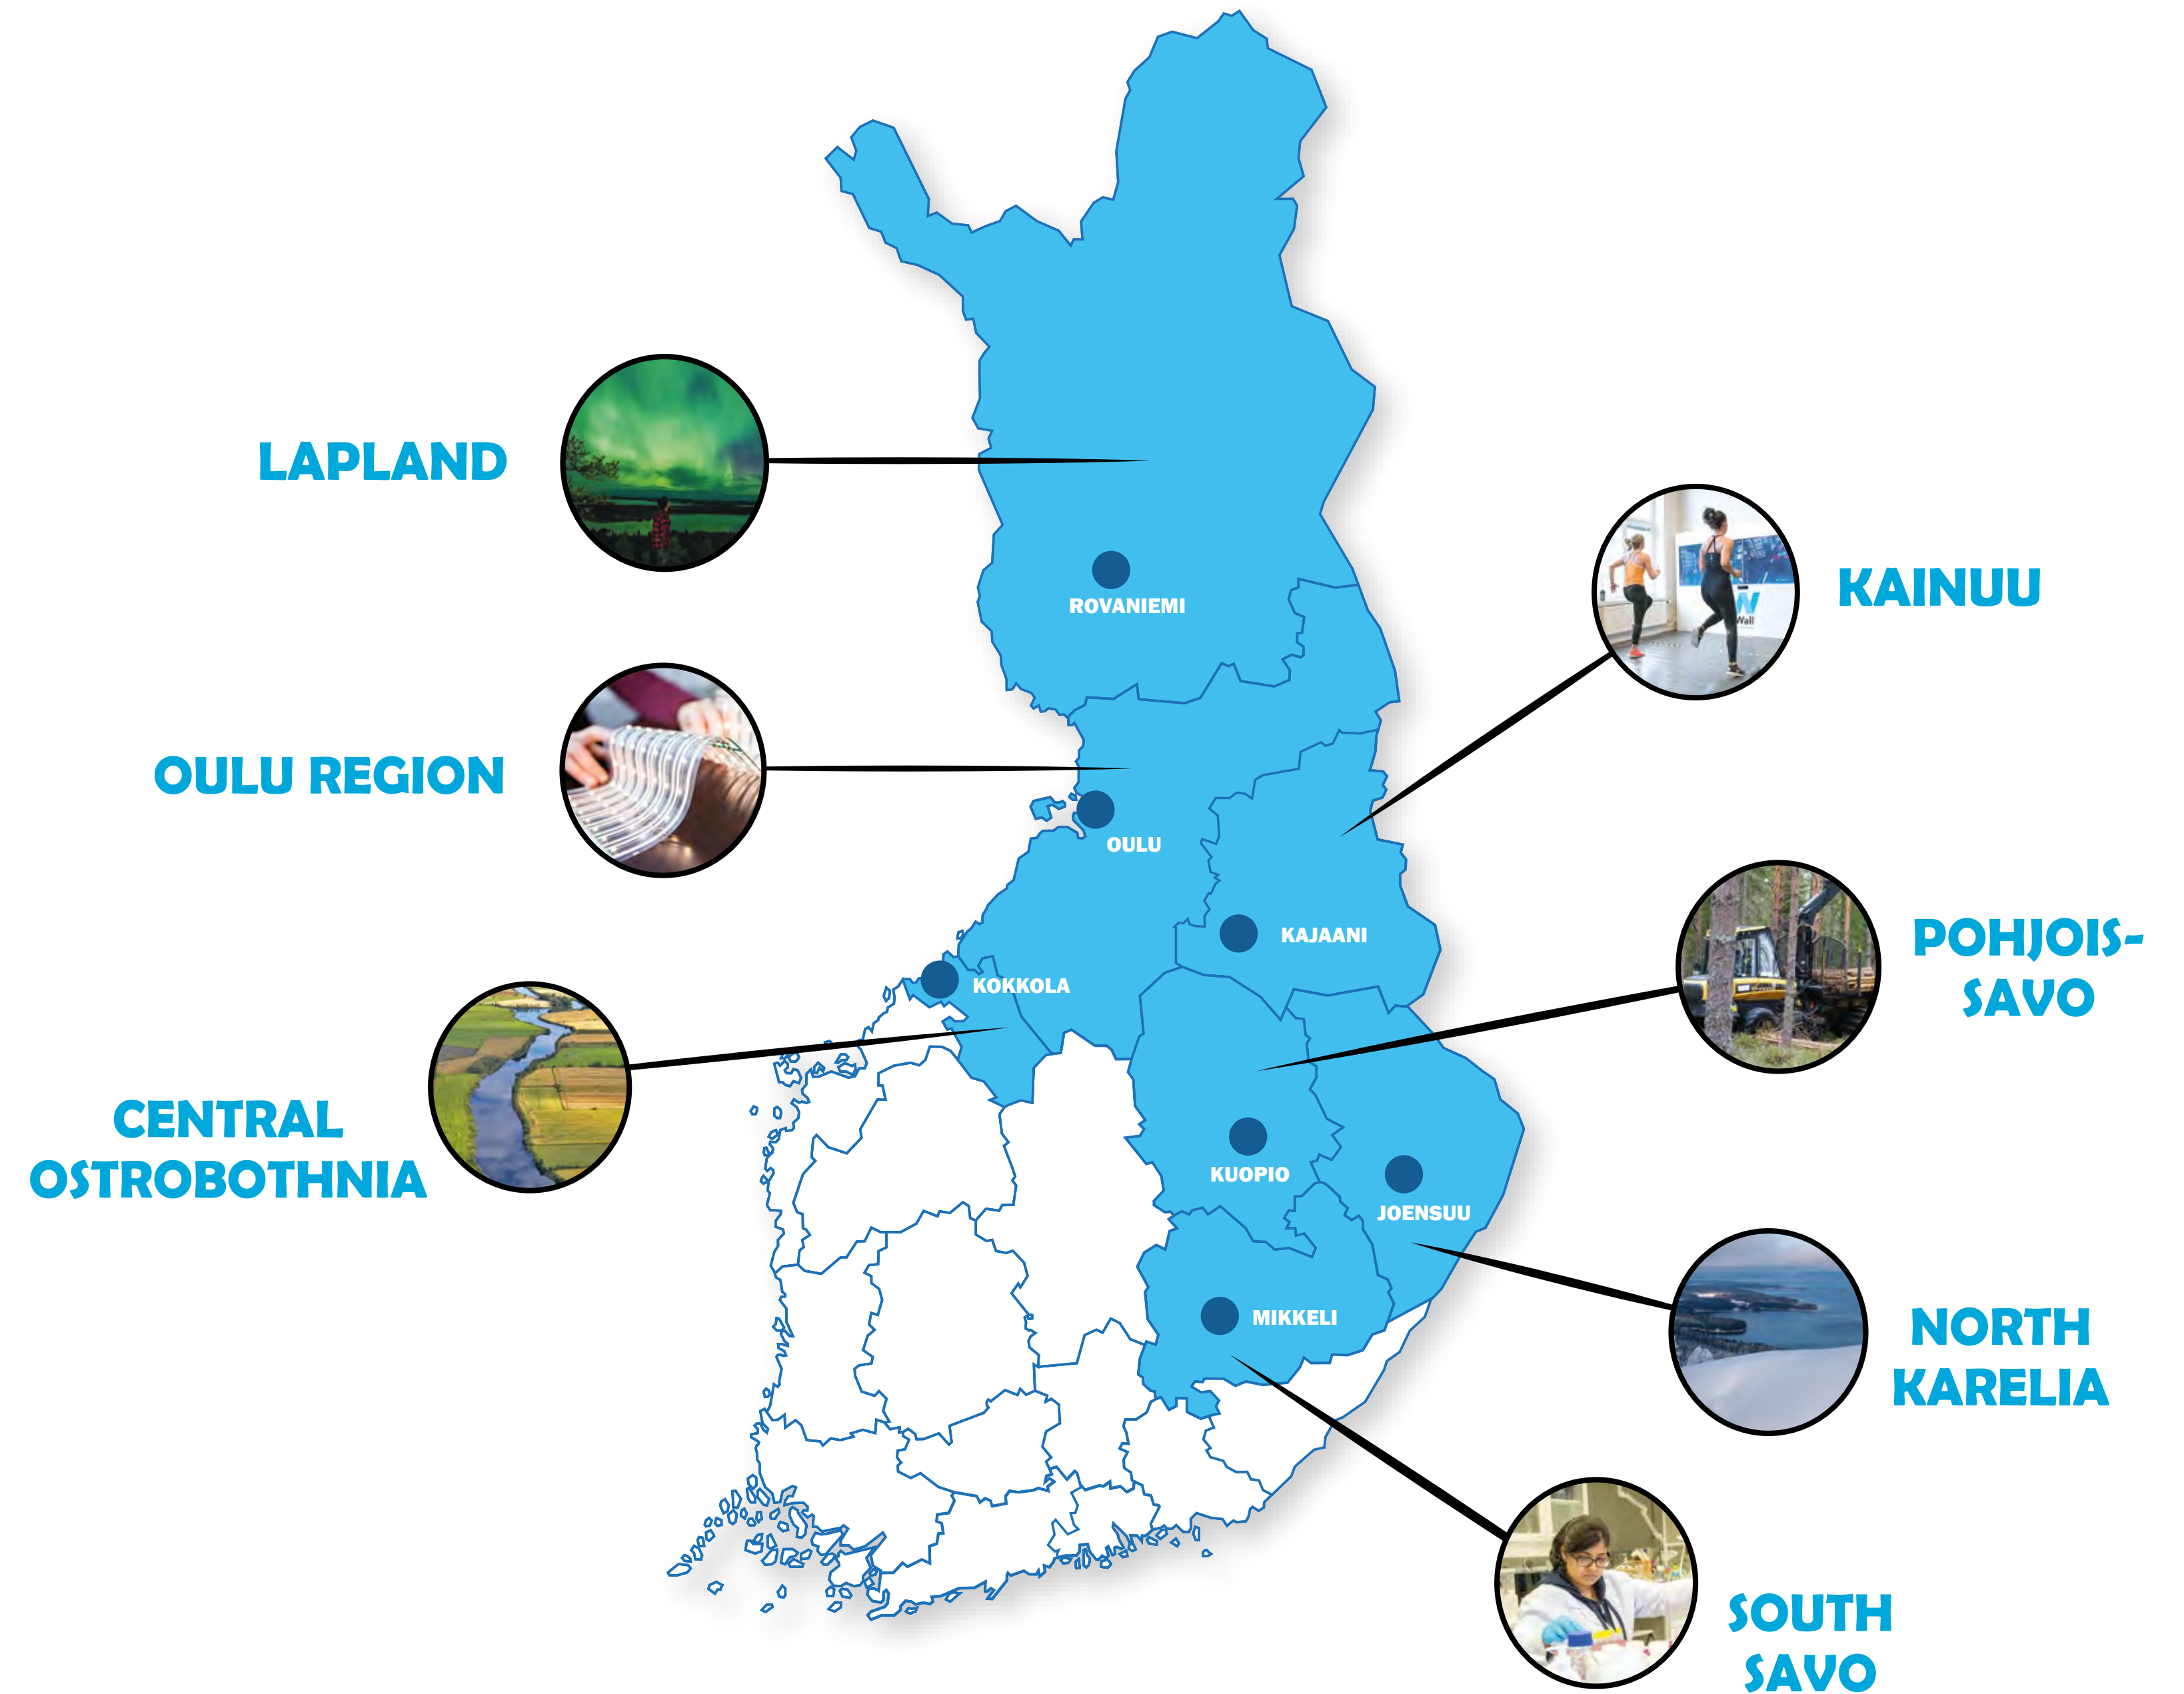 LAPLAND
ROVANIEMI
KAINUU
W
Wall
OULU REGION
OULU
KAJAANI
POHJOIS-
SAVO
KOKKOLA
CENTRAL
OSTROBOTHNIA
KUOPIO
JOENSUU
NORTH
KARELIA
MIKKELI
SOUTH
SAVO